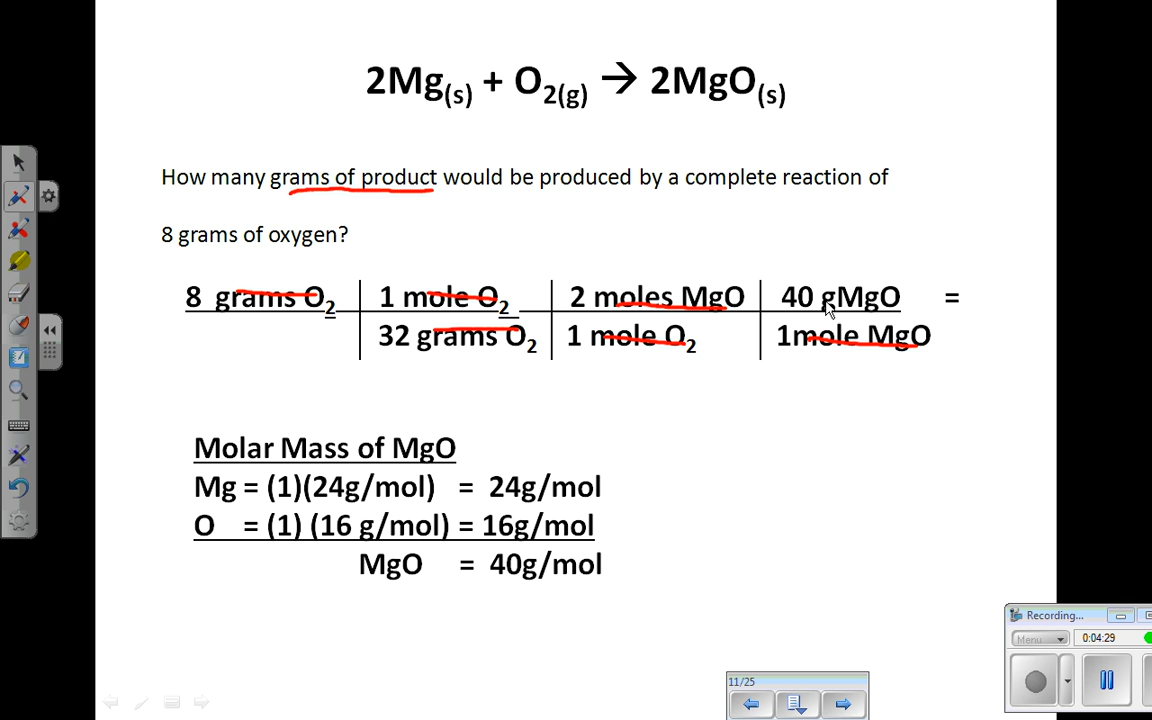 2Mg(s) + O2(g) → 2MgO(s)
How many grams of product would be produced by a complete reaction of
8 grams of oxygen?
8 grams O2 1 mole O2 2 moles MgO 40 gMgO =
32 grams O2 1 mole O2 1mole MgO
Molar Mass of MgO
Mg = (1)(24g/mol) = 24g/mol
O = (1) (16 g/mol) = 16g/mol
MgO = 40g/mol
Recording...
Menu 0:04:29
11/25